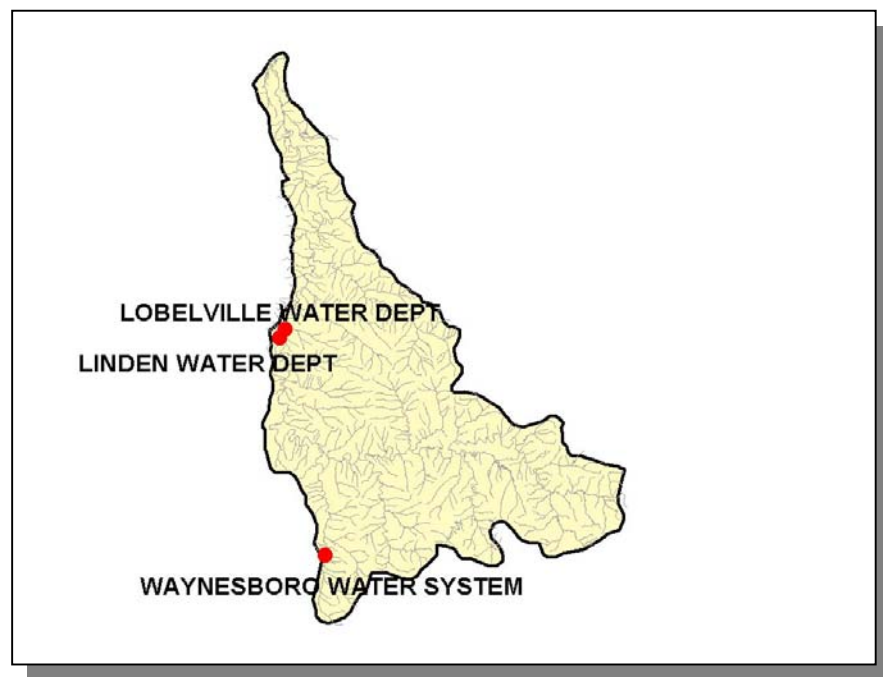 LOBELVILLE WATER DEPT
LINDEN WATER DEPT
WAYNESBORO WATER SYSTEM